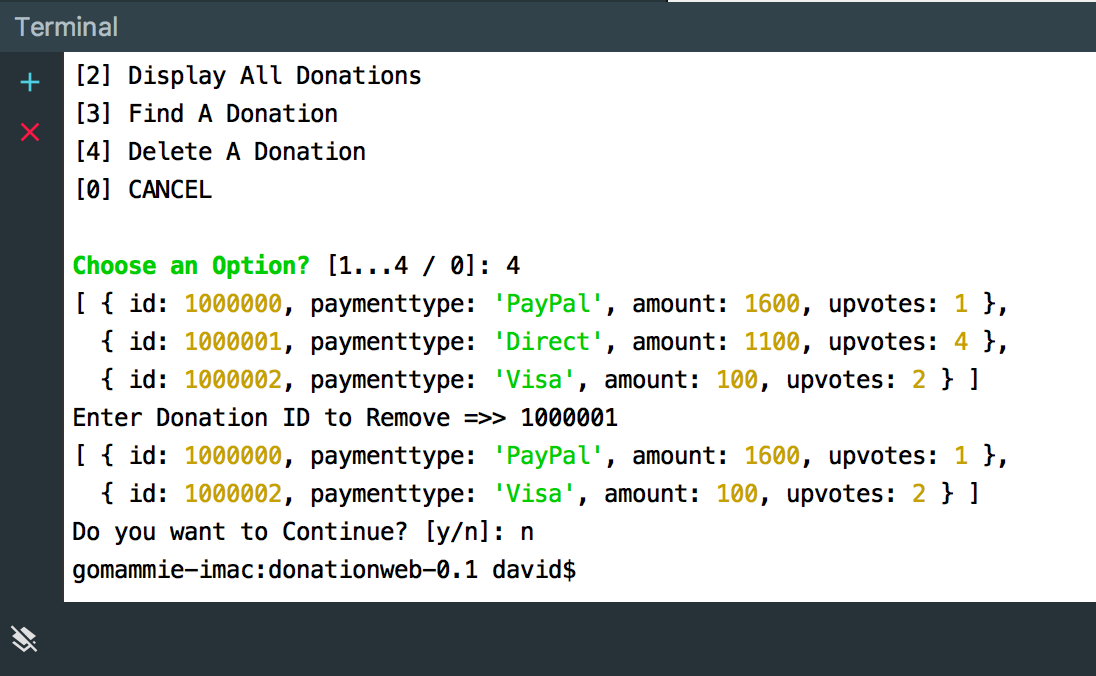 Terminal
[2] Display All Donations
[3] Find A Donation
[4] Delete A Donation
[0] CANCEL
Choose an Option? [1...4 / 0]: 4
[ { id: 1000000, paymenttype: 'PayPal', amount: 1600, upvotes: 1 },
{ id: 1000001, paymenttype: 'Direct', amount: 1100, upvotes: 4 },
{ id: 1000002, paymenttype: 'Visa', amount: 100, upvotes: 2 } ]
Enter Donation ID to Remove =>> 1000001
[ { id: 1000000, paymenttype: 'PayPal', amount: 1600, upvotes: 1 },
{ id: 1000002, paymenttype: 'Visa', amount: 100, upvotes: 2 } ]
Do you want to Continue? [y/n]: n
gomammie-imac:donationweb-0.1 david$